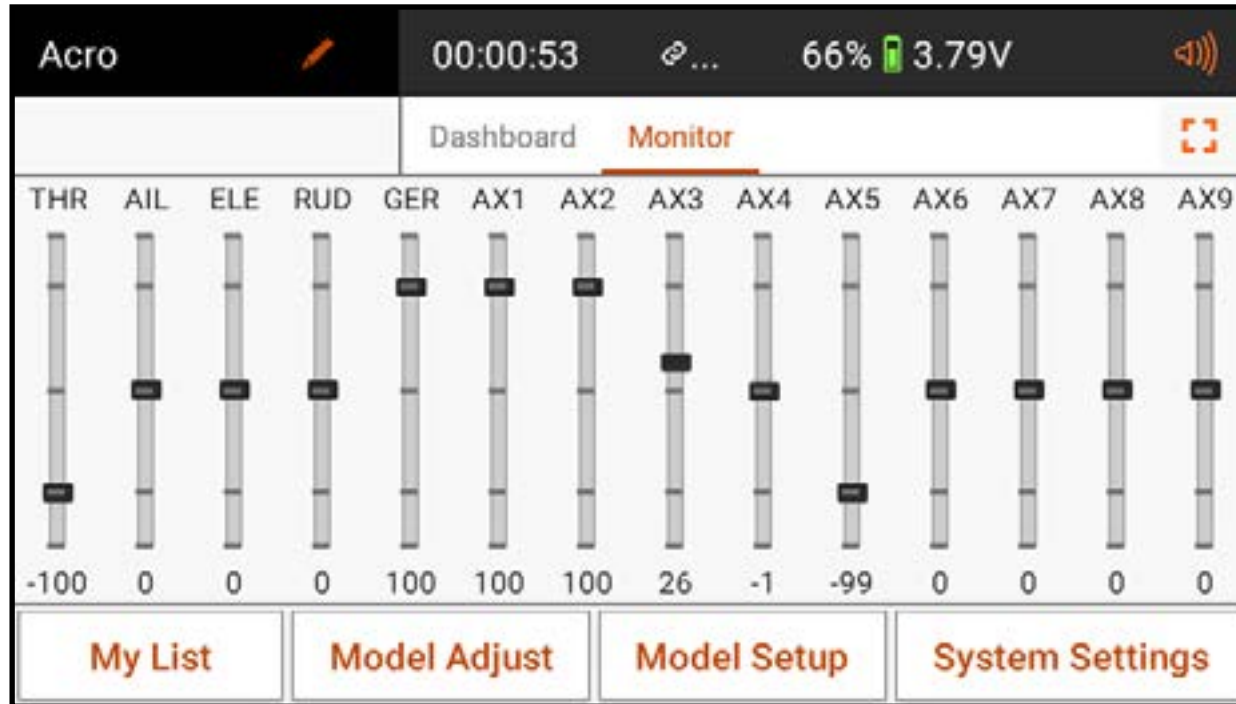 Acro 00:00:53 ... 66% 3.79V
Dashboard Monitor
THR AIL ELE RUD GER AX1 AX2 AX3 AX4 AX5 AX6 AX7 AX8 AX9
-100 0 0 0 100 100 100 26 -1 -99 0 0 0 0
My List Model Adjust Model Setup System Settings